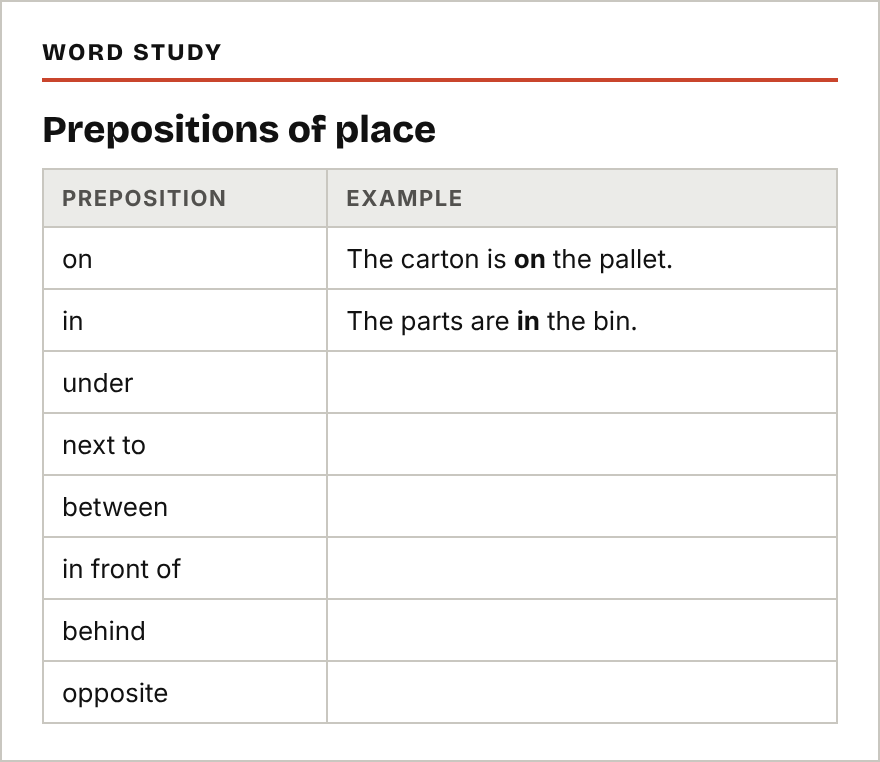 WORD STUDY
Prepositions of place
PREPOSITION EXAMPLE
on The carton is on the pallet.
in The parts are in the bin.
under
next to
between
in front of
behind
opposite